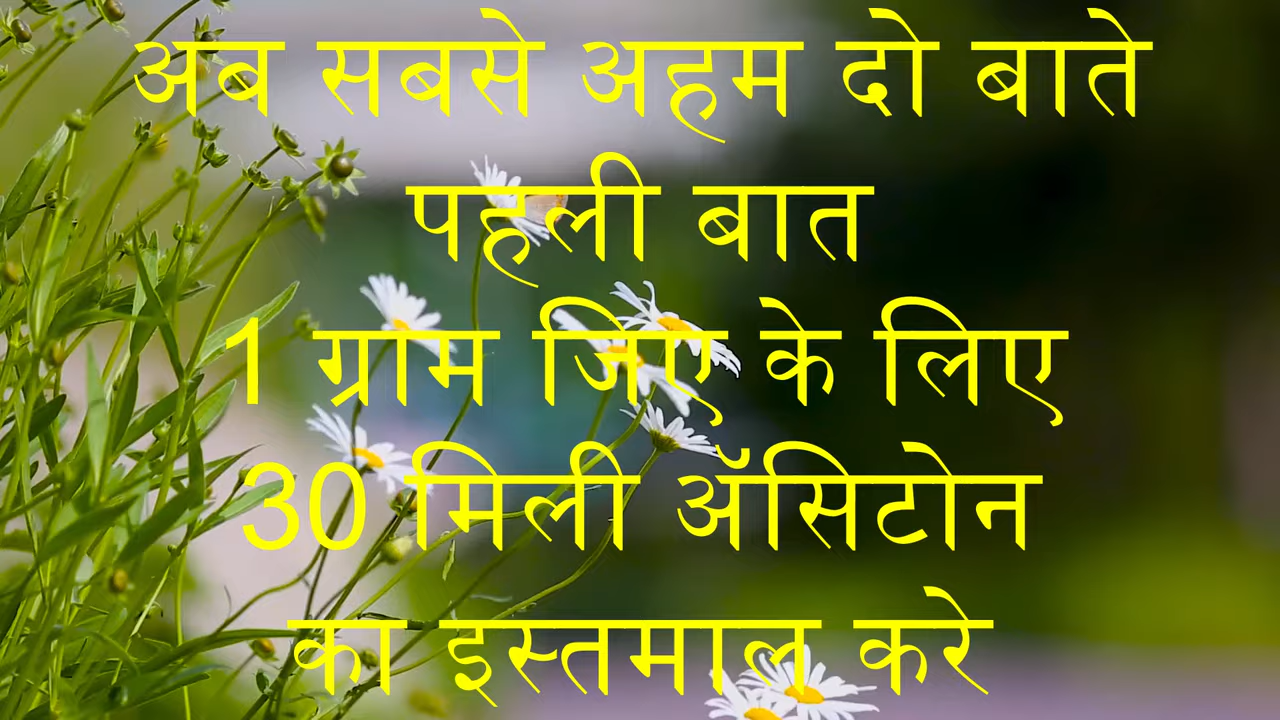 अब सबसे अहम दो बाते
पहली बात
1 ग्राम जिए के लिए
30 मिली ॲसिटोन
का इस्तमाल करे